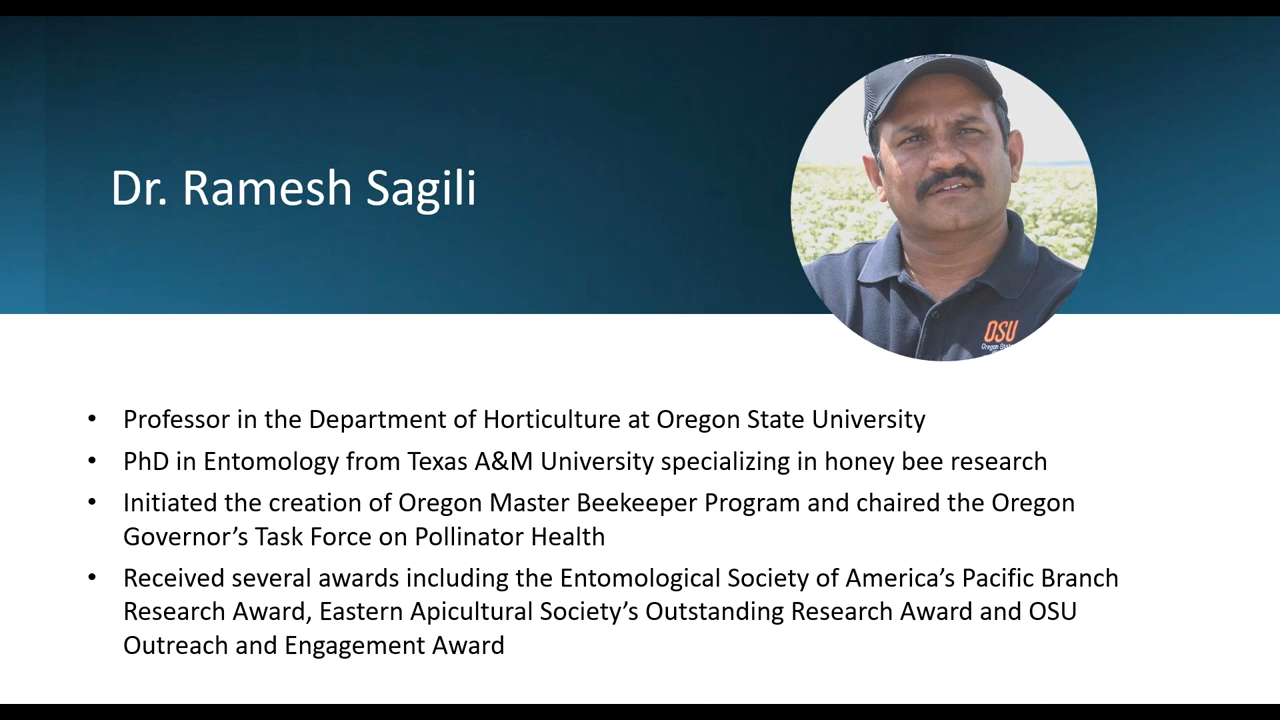 Dr. Ramesh Sagili
OSU
Oregon State
• Professor in the Department of Horticulture at Oregon State University
• PhD in Entomology from Texas A&M University specializing in honey bee research
• Initiated the creation of Oregon Master Beekeeper Program and chaired the Oregon
Governor’s Task Force on Pollinator Health
• Received several awards including the Entomological Society of America’s Pacific Branch
Research Award, Eastern Apicultural Society’s Outstanding Research Award and OSU
Outreach and Engagement Award